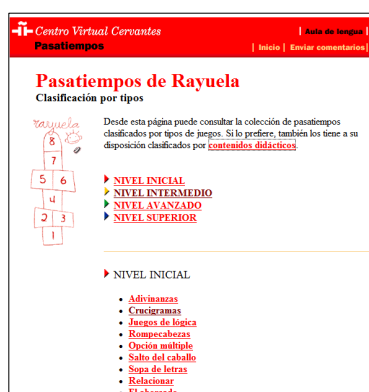 Centro Virtual Cervantes
| Aula de lengua |
Pasatiempos
| Inicio | Enviar comentarios |
Pasatiempos de Rayuela
Clasificación
por tipos
rayuela
8
7
5 6
4
2 3
1
Desde esta página puede consultar la colección de pasatiempos
clasificados por tipos de juegos. Si lo prefiere, también los tiene a su
disposición clasificados por contenidos didácticos.
NIVEL INICIAL
NIVEL INTERMEDIO
NIVEL AVANZADO
NIVEL SUPERIOR
NIVEL INICIAL
• Adivinanzas
• Crucigramas
• Juegos de lógica
• Rompecabezas
• Opción múltiple
• Salto del caballo
• Sopa de letras
• Relacionar
• El ahorcado